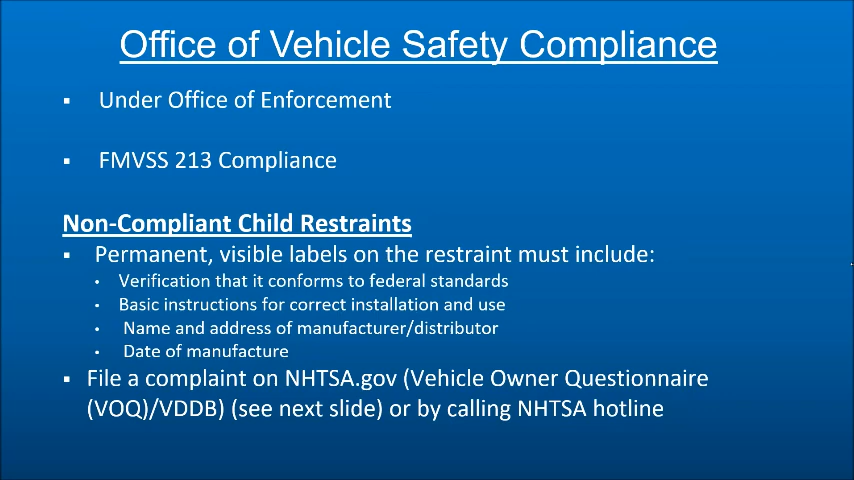 Office of Vehicle Safety Compliance
▪ Under Office of Enforcement
▪ FMVSS 213 Compliance
Non-Compliant Child Restraints
▪ Permanent, visible labels on the restraint must include:
• Verification that it conforms to federal standards
• Basic instructions for correct installation and use
• Name and address of manufacturer/distributor
• Date of manufacture
▪ File a complaint on NHTSA.gov (Vehicle Owner Questionnaire
(VOQ)/VDDB) (see next slide) or by calling NHTSA hotline